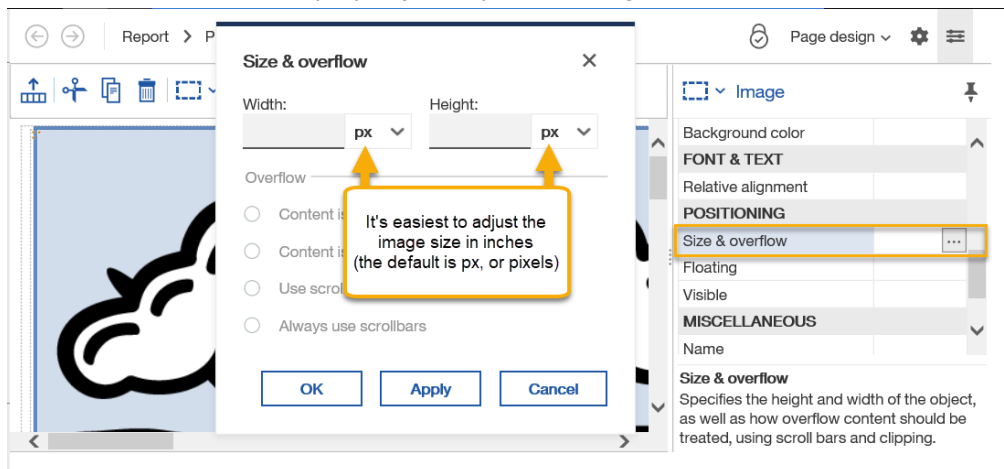 Report > P
Page design
Size & overflow
Image
Width: Height:
px px
Overflow
Content i
Content i
Use scrol
Always use scrollbars
It's easiest to adjust the
image size in inches
(the default is px, or pixels)
OK Apply Cancel
Background color
FONT & TEXT
Relative alignment
POSITIONING
Size & overflow ...
Floating
Visible
MISCELLANEOUS
Name
Size & overflow
Specifies the height and width of the object,
as well as how overflow content should be
treated, using scroll bars and clipping.